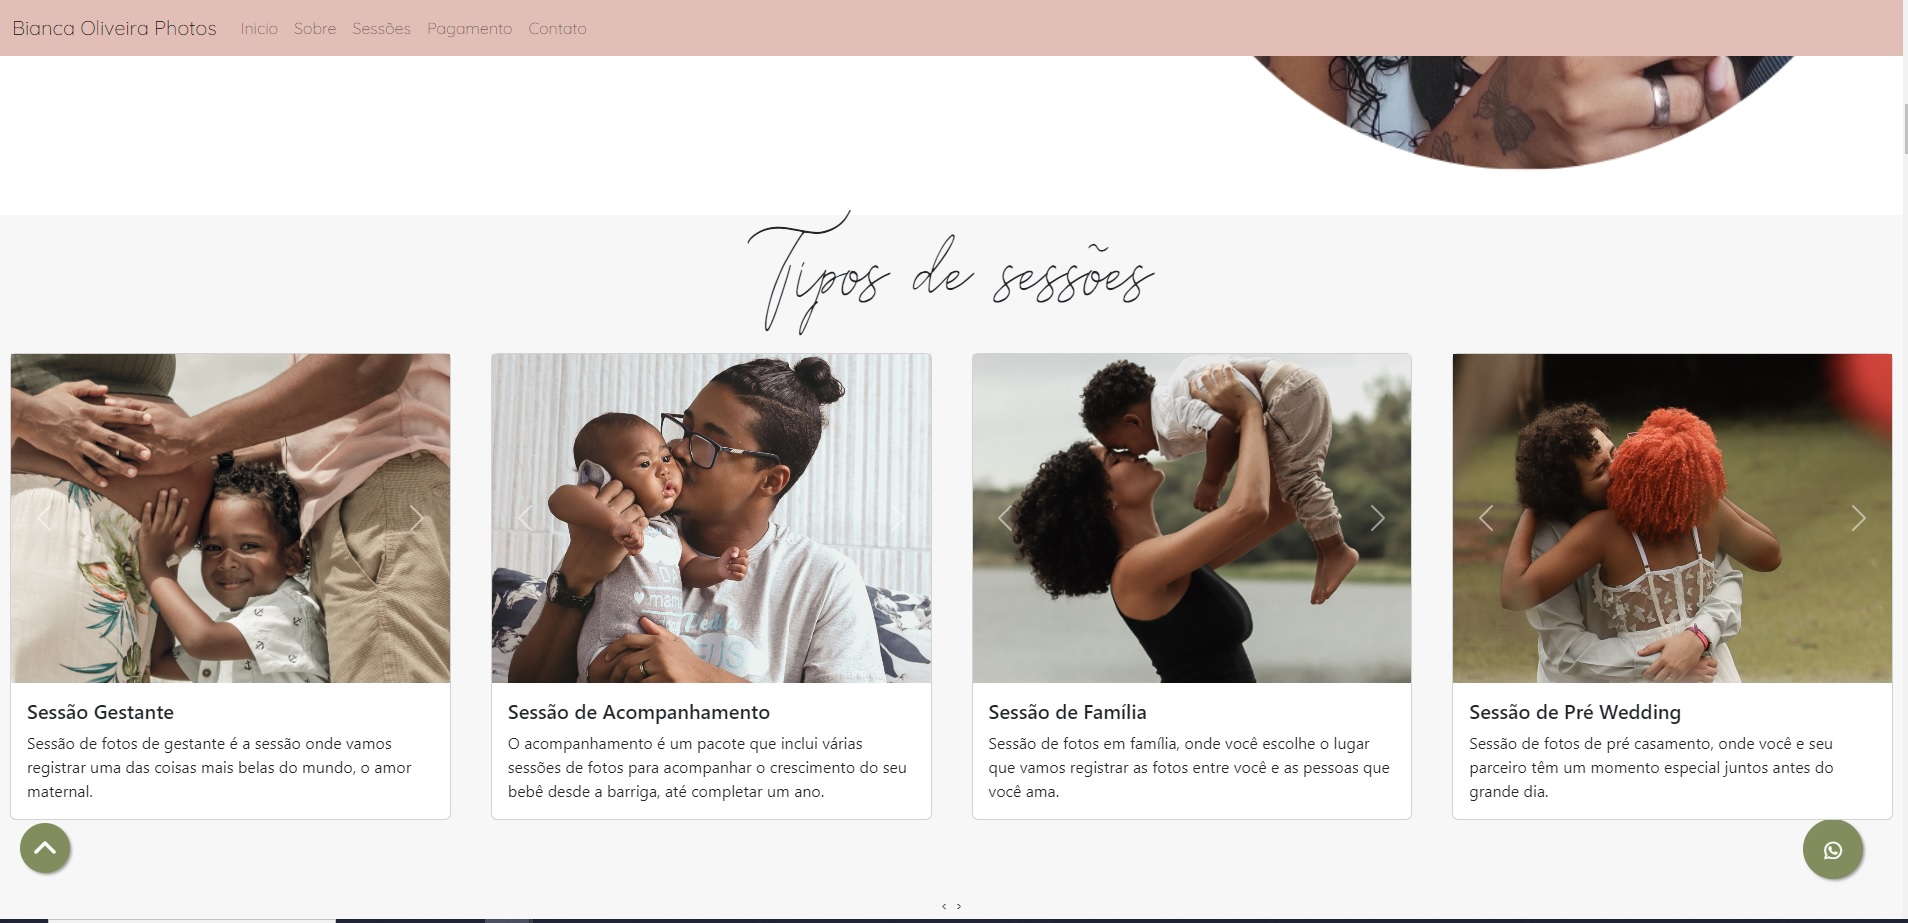 Bianca Oliveira Photos Inicio Sobre Sessões Pagamento Contato
Tipos de sessões
Sessão Gestante
Sessão de fotos de gestante é a sessão onde vamos
registrar uma das coisas mais belas do mundo, o amor
maternal.
Sessão de Acompanhamento
O acompanhamento é um pacote que inclui várias
sessões de fotos para acompanhar o crescimento do seu
bebê desde a barriga, até completar um ano.
Sessão de Família
Sessão de fotos em família, onde você escolhe o lugar
que vamos registrar as fotos entre você e as pessoas que
você ama.
Sessão de Pré Wedding
Sessão de fotos de pré casamento, onde você e seu
parceiro têm um momento especial juntos antes do
grande dia.